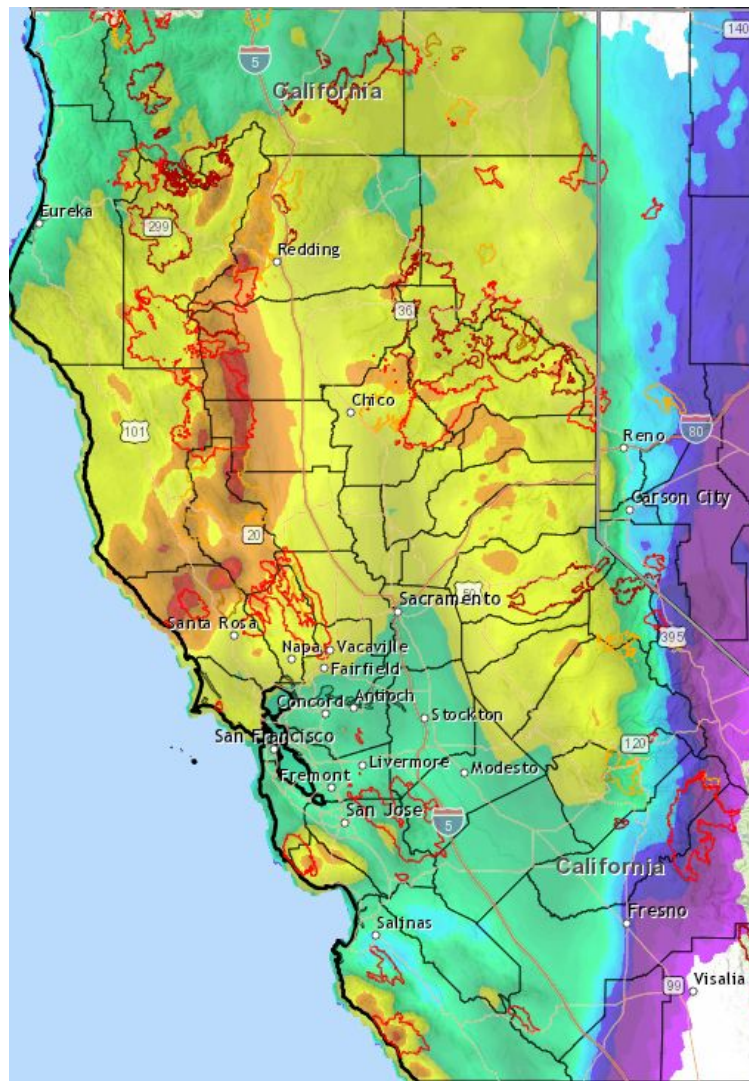 140
5
California
Eureka
299
Redding
36
Chico
101
Reno
80
Carson City
20
Sacramento
50
Santa Rosa
395
Napa
Vacaville
Fairfield
Concord
Antioch
Stockton
San Francisco
120
Livermore
Modesto
Fremont
San Jose
5
California
Fresno
Salinas
99
Visalia